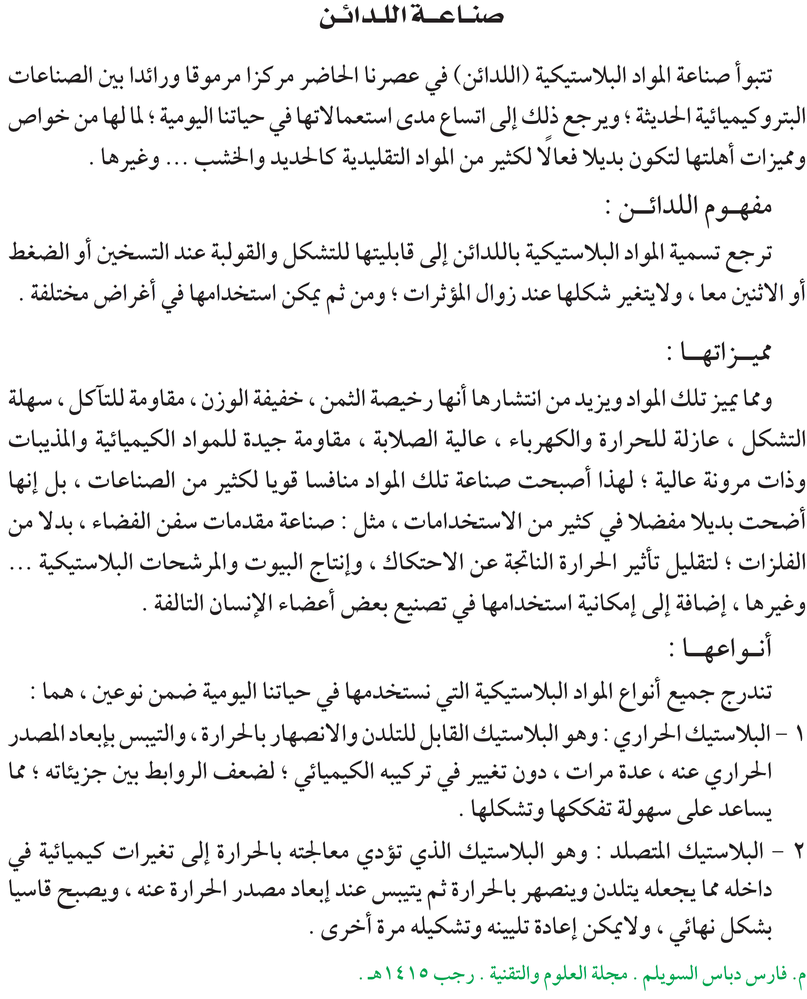 صناعة اللدائن
تتبوأ صناعة المواد البلاستيكية (اللدائن) في عصرنا الحاضر مركزا مرموقا ورائدا بين الصناعات
البتروكيميائية الحديثة ؛ ويرجع ذلك إلى اتساع مدى استعمالاتها في حياتنا اليومية ؛ لما لها من خواص
ومميزات أهلتها لتكون بديلا فعالًا لكثير من المواد التقليدية كالحديد والخشب ... وغيرها .
مفهوم اللدائن :
ترجع تسمية المواد البلاستيكية باللدائن إلى قابليتها للتشكل والقولبة عند التسخين أو الضغط
أو الاثنين معا ، ولايتغير شكلها عند زوال المؤثرات ؛ ومن ثم يمكن استخدامها في أغراض مختلفة .
مميزاتها :
ومما يميز تلك المواد ويزيد من انتشارها أنها رخيصة الثمن ، خفيفة الوزن ، مقاومة للتآكل ، سهلة
التشكل ، عازلة للحرارة والكهرباء ، عالية الصلابة ، مقاومة جيدة للمواد الكيميائية والمذيبات
وذات مرونة عالية ؛ لهذا أصبحت صناعة تلك المواد منافسا قويا لكثير من الصناعات ، بل إنها
أضحت بديلا مفضلا في كثير من الاستخدامات ، مثل : صناعة مقدمات سفن الفضاء ، بدلا من
الفلزات ؛ لتقليل تأثير الحرارة الناتجة عن الاحتكاك ، وإنتاج البيوت والمرشحات البلاستيكية ...
وغيرها ، إضافة إلى إمكانية استخدامها في تصنيع بعض أعضاء الإنسان التالفة .
أنواعها :
تندرج جميع أنواع المواد البلاستيكية التي نستخدمها في حياتنا اليومية ضمن نوعين ، هما :
١ – البلاستيك الحراري : وهو البلاستيك القابل للتلدن والانصهار بالحرارة ، والتيبس بإبعاد المصدر
الحراري عنه ، عدة مرات ، دون تغيير في تركيبه الكيميائي ؛ لضعف الروابط بين جزيئاته ؛ مما
يساعد على سهولة تفككها وتشكلها .
٢ – البلاستيك المتصلد : وهو البلاستيك الذي تؤدي معالجته بالحرارة إلى تغيرات كيميائية في
داخله مما يجعله يتلدن وينصهر بالحرارة ثم يتيبس عند إبعاد مصدر الحرارة عنه ، ويصبح قاسيا
بشكل نهائي ، ولايمكن إعادة تليينه وتشكيله مرة أخرى .
م. فارس دباس السويلم . مجلة العلوم والتقنية . رجب ١٤١٥هـ .